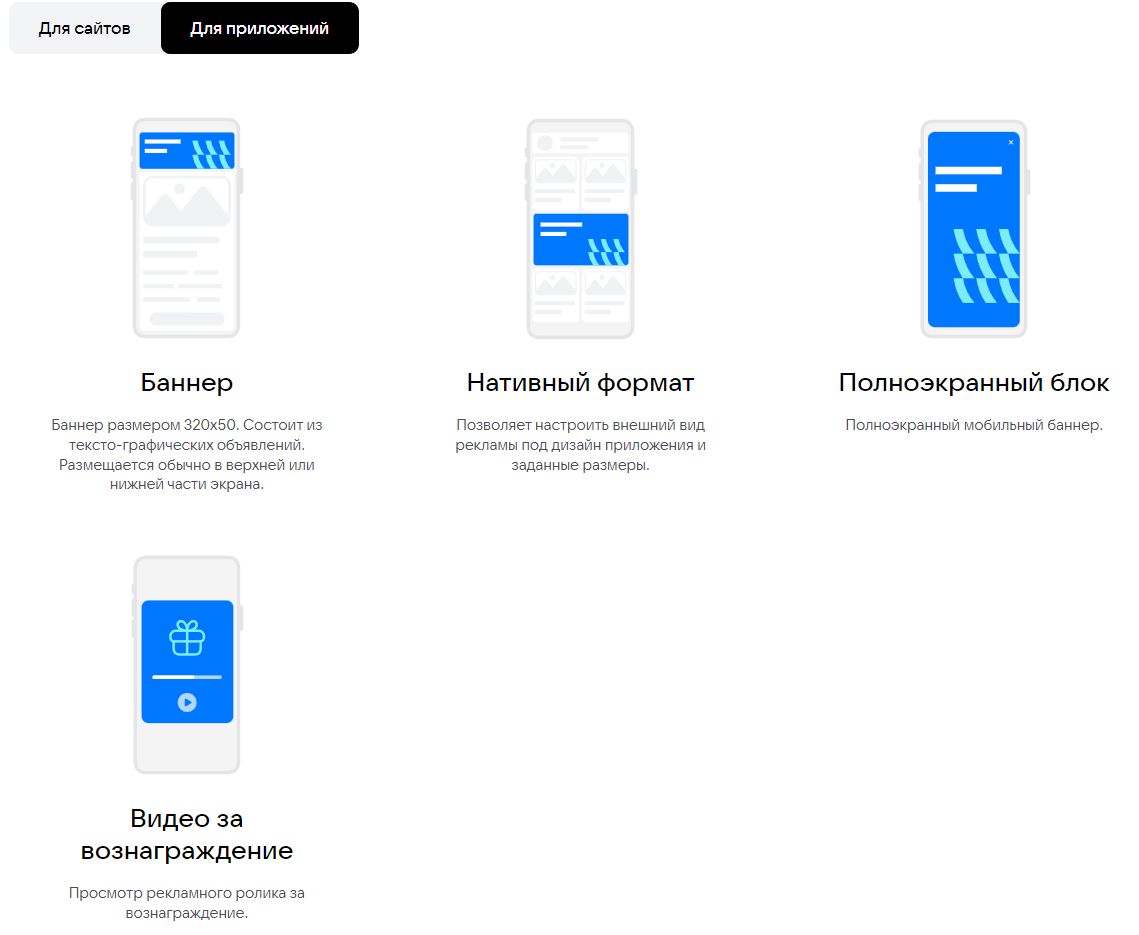 Для сайтов
Для приложений
Баннер
Баннер размером 320x50. Состоит из
тексто-графических объявлений.
Размещается обычно в верхней или
нижней части экрана.
Нативный формат
Позволяет настроить внешний вид
рекламы под дизайн приложения и
заданные размеры.
Полноэкранный блок
Полноэкранный мобильный баннер.
Видео за
вознаграждение
Просмотр рекламного ролика за
вознаграждение.